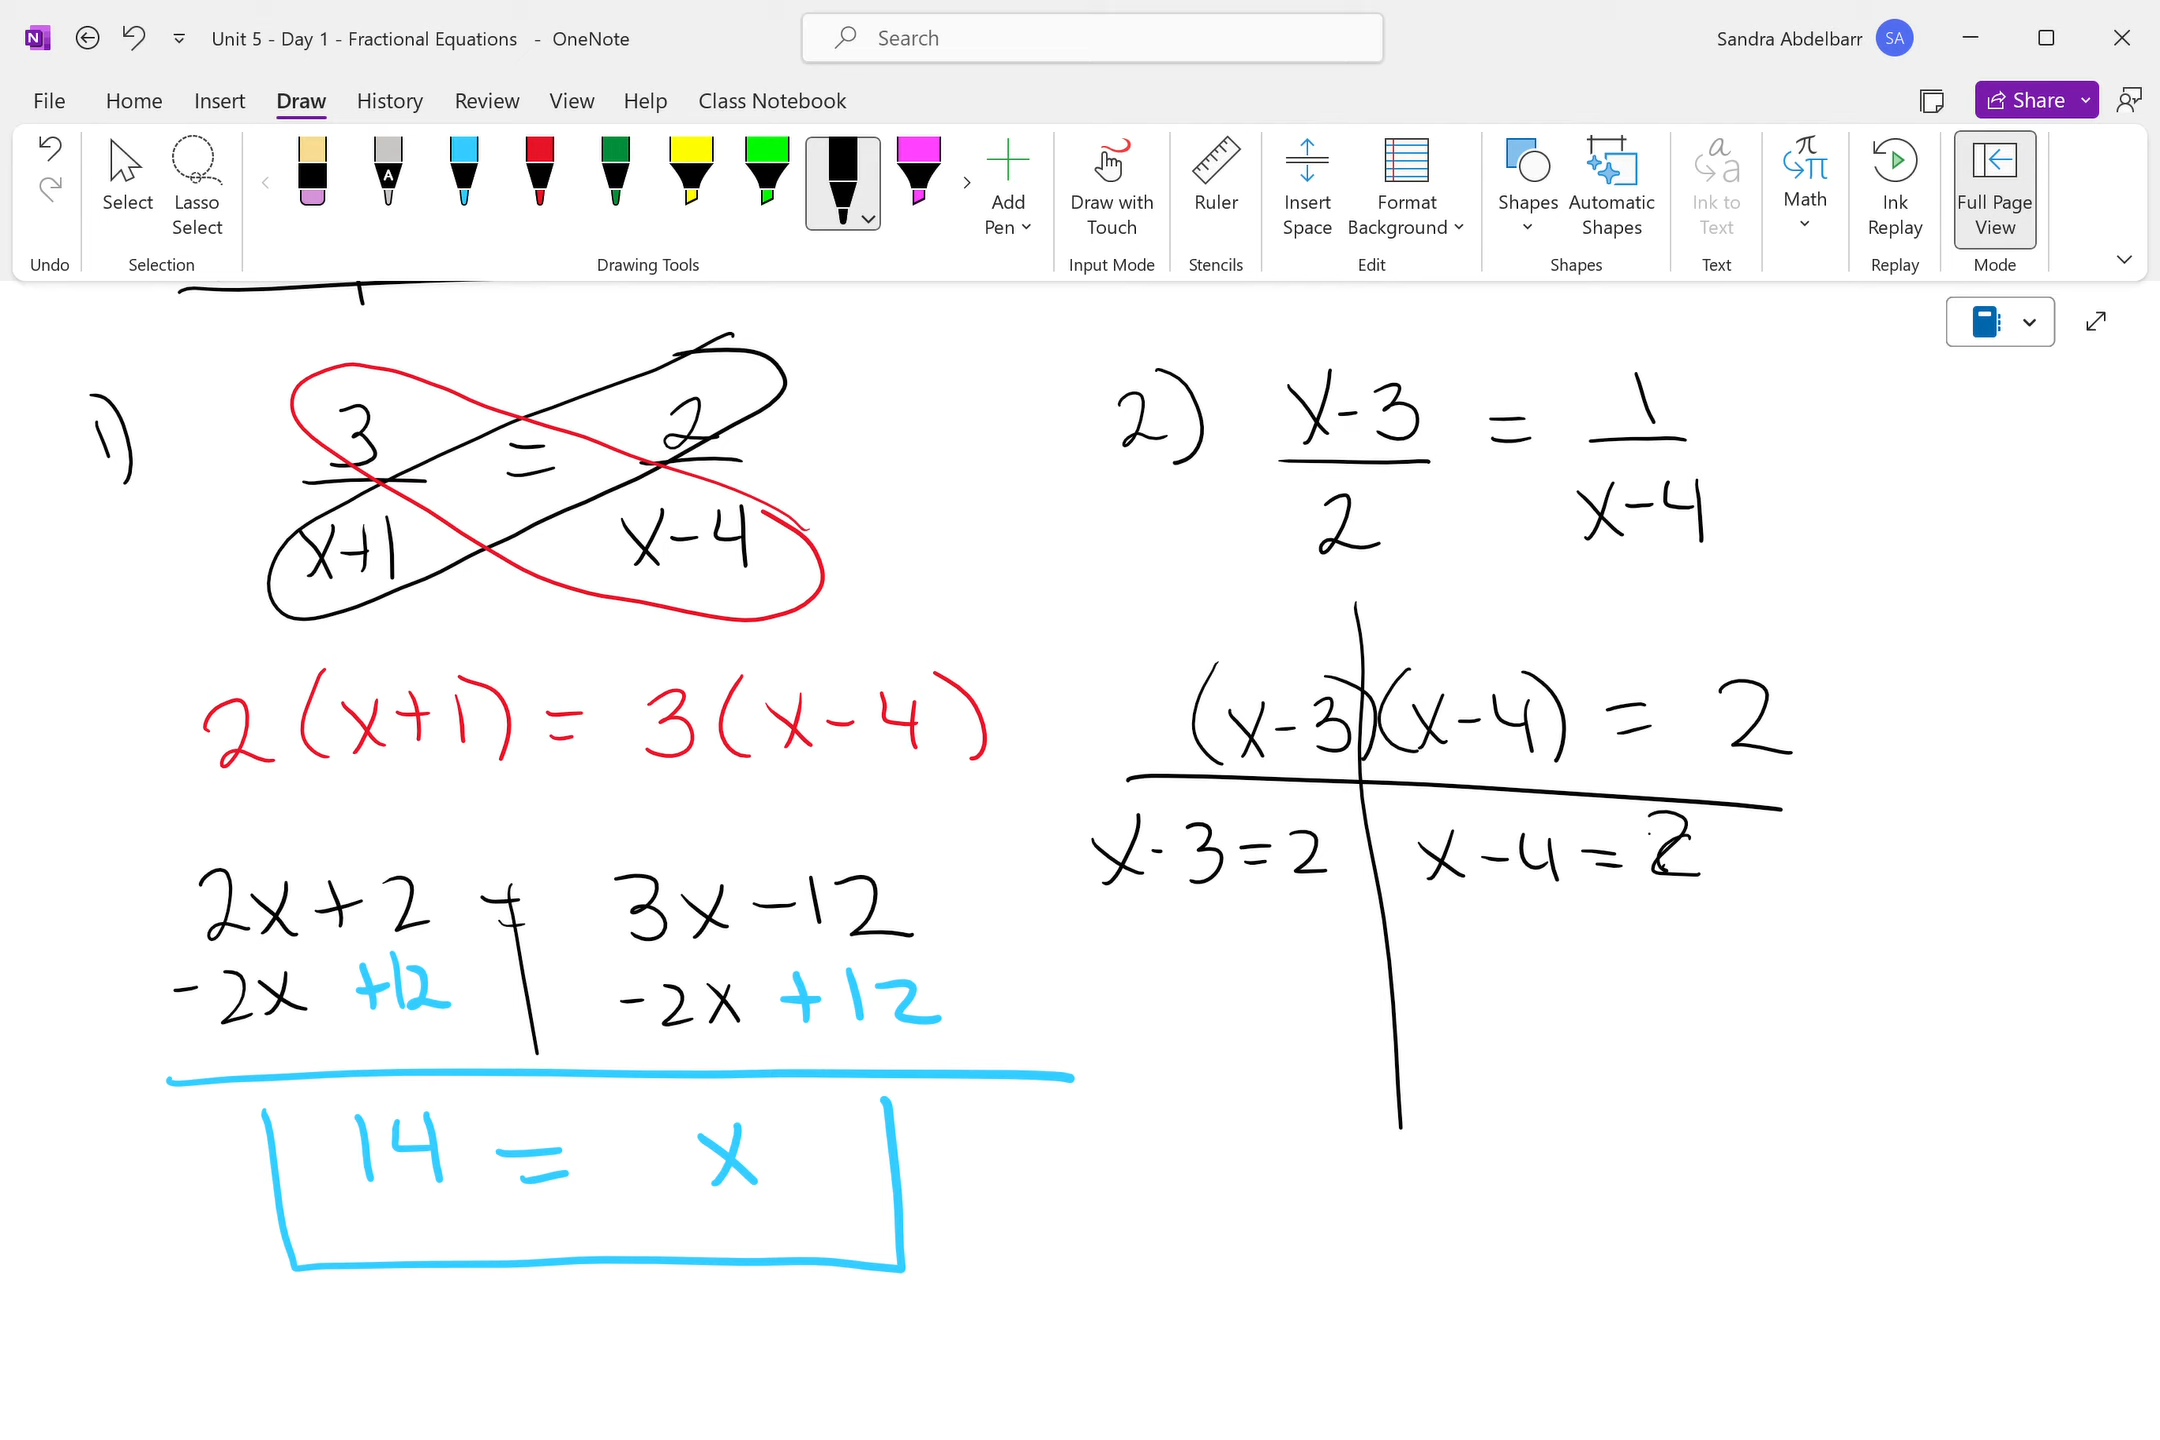 Unit 5 - Day 1 - Fractional Equations - OneNote
Search
Sandra Abdelbarr SA
File Home Insert Draw History Review View Help Class Notebook Share
Select
Lasso Select
A
Add Pen
Draw with Touch
Ruler
Insert Space
Format Background
Shapes
Automatic Shapes
Ink to Text
Math
Ink Replay
Full Page View
Undo Selection Drawing Tools Input Mode Stencils Edit Shapes Text Replay Mode
1) 3/(x+1) = 2/(x-4)
2(x+1) = 3(x-4)
2x+2 = 3x-12
-2x +12 -2x +12
14 = x
2) (x-3)/2 = 1/(x-4)
(x-3)(x-4) = 2
x-3=2 x-4=2